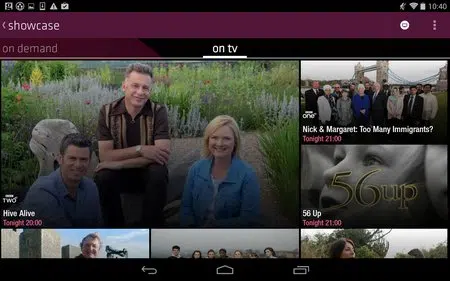 10:40
showcase
on demand
on tv
BBC
TWO
Hive Alive
Tonight 20:00
one
Nick & Margaret: Too Many Immigrants?
Tonight 21:00
56 up
56 Up
Tonight 21:00